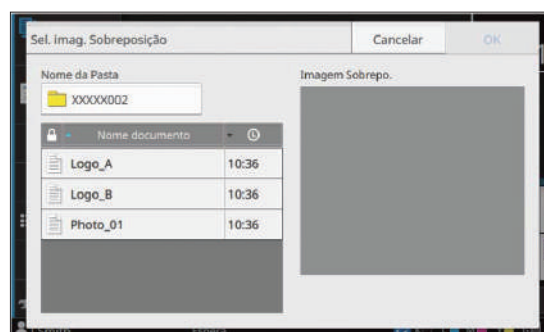 Sel. imag. Sobreposição
Cancelar
OK
Nome da Pasta
XXXXX002
Imagem Sobrepo.
Nome documento
Logo_A
10:36
Logo_B
10:36
Photo_01
10:36